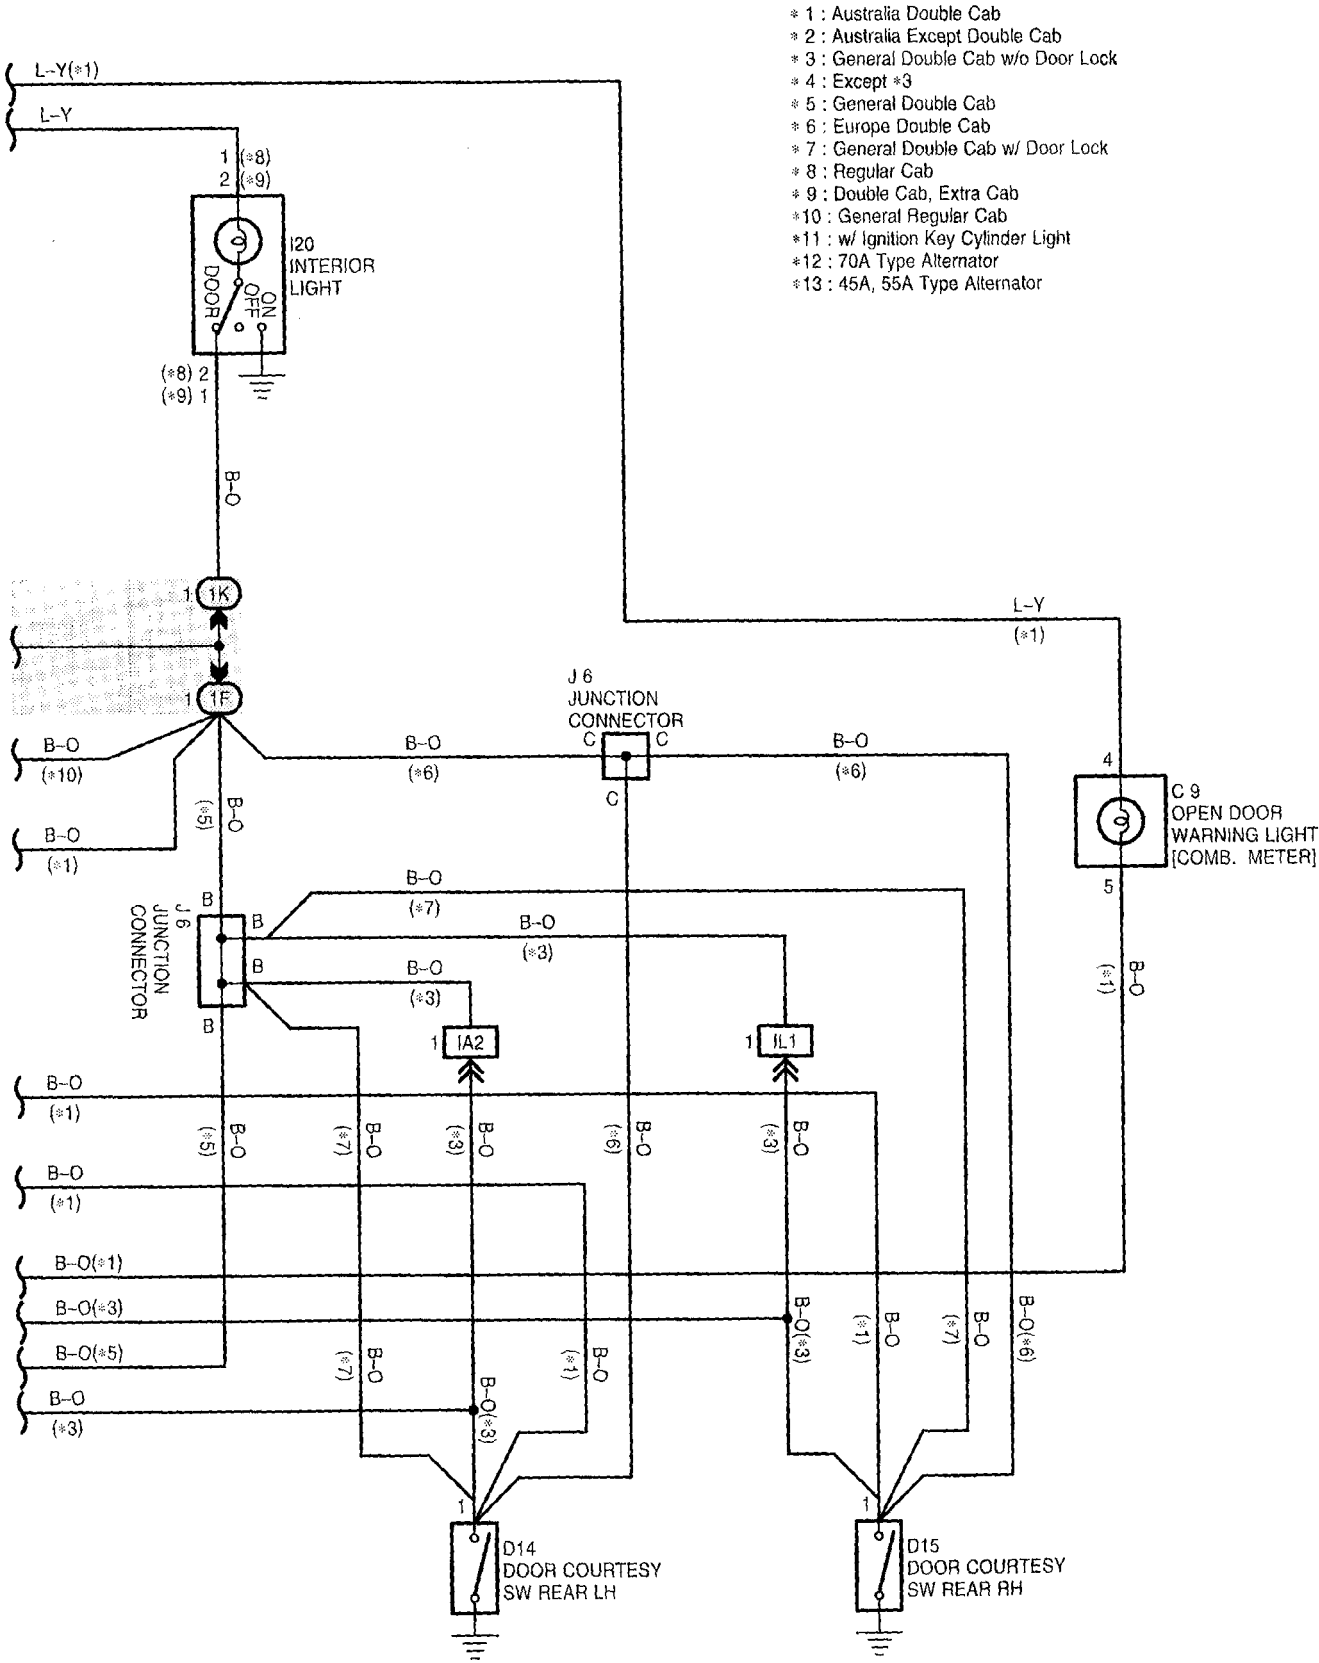 * 1 : Australia Double Cab
* 2 : Australia Except Double Cab
* 3 : General Double Cab w/o Door Lock
* 4 : Except *3
* 5 : General Double Cab
* 6 : Europe Double Cab
* 7 : General Double Cab w/ Door Lock
* 8 : Regular Cab
* 9 : Double Cab, Extra Cab
*10 : General Regular Cab
*11 : w/ Ignition Key Cylinder Light
*12 : 70A Type Alternator
*13 : 45A, 55A Type Alternator
L-Y(*1)
L-Y
1 (*8)
2 (*9)
I20
INTERIOR
LIGHT
DOOR
OFF
ON
(*8) 2
(*9) 1
B-O
1 1K
L-Y
(*1)
1 1F
J 6
JUNCTION
CONNECTOR
C C
C
B-O
(*10)
B-O
(*6)
B-O
(*6)
4
C 9
OPEN DOOR
WARNING LIGHT
[COMB. METER]
5
B-O
(*5)
B-O
(*1)
B
B
B
B
J 6
JUNCTION
CONNECTOR
B-O
(*7)
B-O
(*3)
B-O
(*3)
B-O
(*1)
1 IA2
1 IL1
B-O
(*1)
B-O
(*5)
B-O
(*7)
B-O
(*3)
B-O
(*6)
B-O
(*3)
B-O
(*1)
B-O(*1)
B-O(*3)
B-O(*5)
B-O
(*3)
B-O
(*7)
B-O(*3)
B-O
(*1)
B-O(*3)
B-O
(*1)
B-O
(*7)
B-O(*6)
1
D14
DOOR COURTESY
SW REAR LH
1
D15
DOOR COURTESY
SW REAR RH